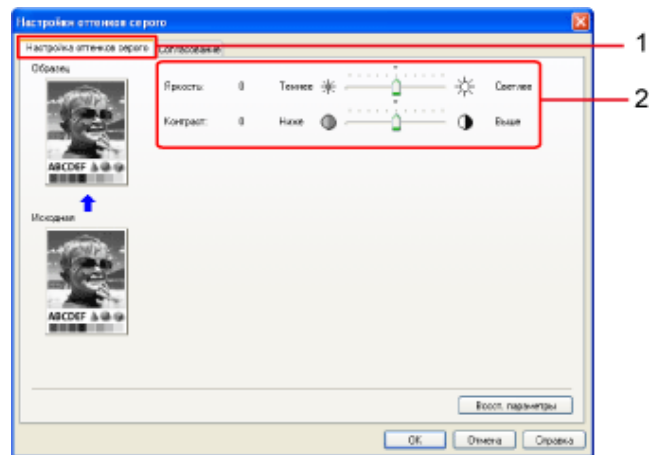 Настройки оттенков серого
Настройка оттенков серого
Согласование
1
Образец
Яркость: 0 Темнее Светлее
2
Контраст: 0 Ниже Выше
ABCDEF
Исходная
ABCDEF
Восст. параметры
OK Отмена Справка